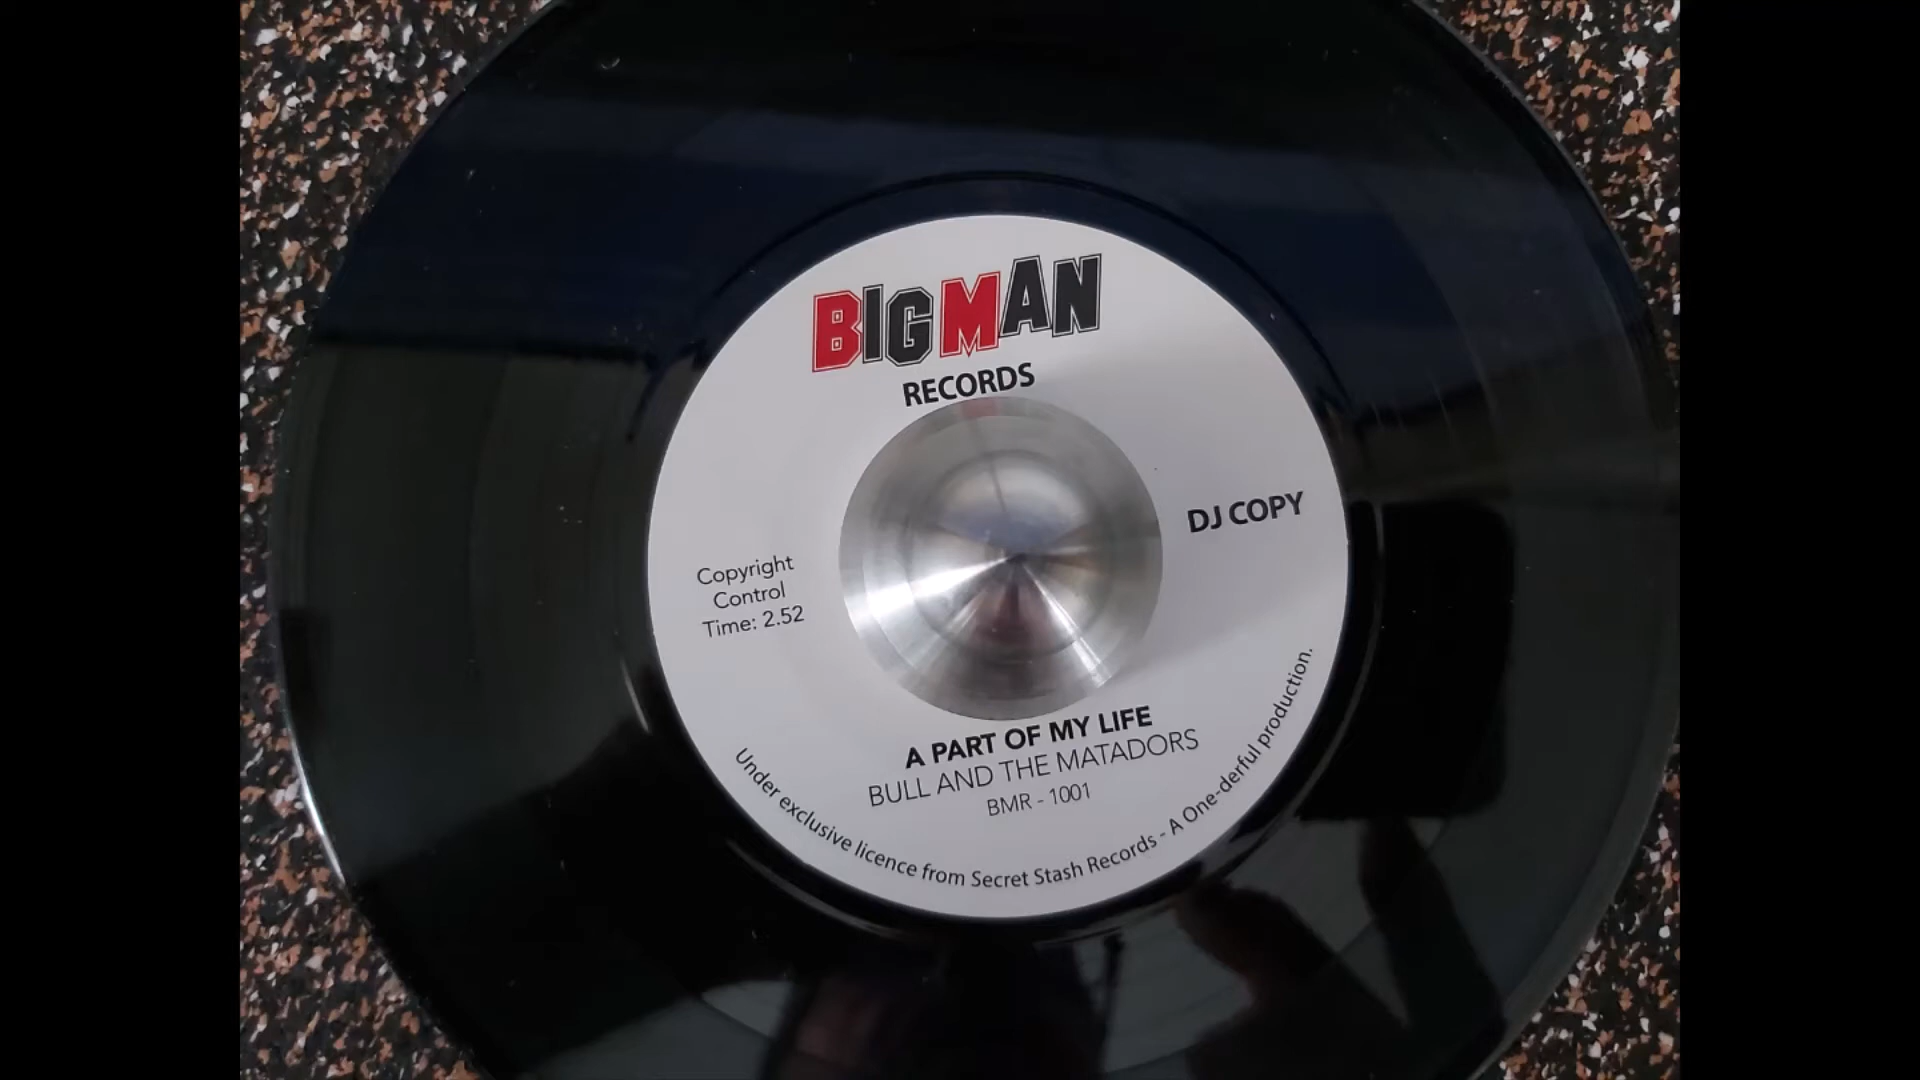 BIGMAN
RECORDS
DJ COPY
Copyright
Control
Time: 2.52
A PART OF MY LIFE
BULL AND THE MATADORS
BMR - 1001
Under exclusive licence from Secret Stash Records - A One-derful production.